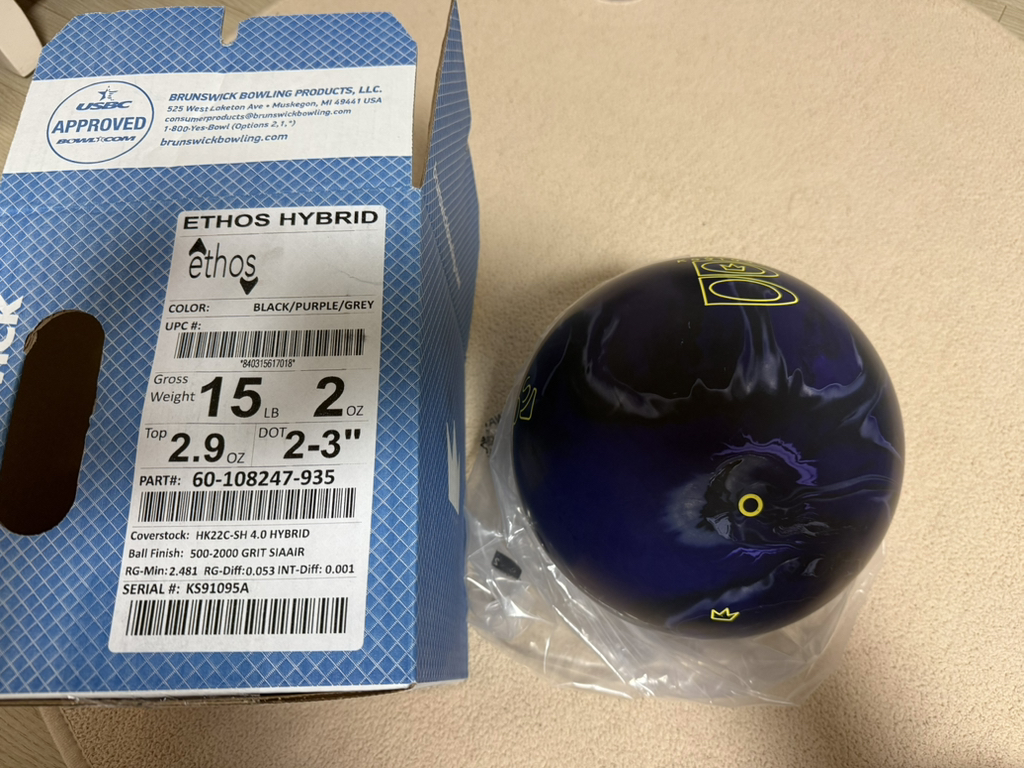 USBC
APPROVED
BOWL.COM
BRUNSWICK BOWLING PRODUCTS, LLC.
525 West Laketon Ave • Muskegon, MI 49441 USA
consumerproducts@brunswickbowling.com
1-800-Yes-Bowl (Options 2,1,*)
brunswickbowling.com
ETHOS HYBRID
ethos
COLOR: BLACK/PURPLE/GREY
UPC #:
*840315617018*
Gross Weight 15 LB 2 OZ
Top 2.9 OZ DOT 2-3"
PART#: 60-108247-935
Coverstock: HK22C-SH 4.0 HYBRID
Ball Finish: 500-2000 GRIT SIAAIR
RG-Min: 2.481 RG-Diff: 0.053 INT-Diff: 0.001
SERIAL #: KS91095A